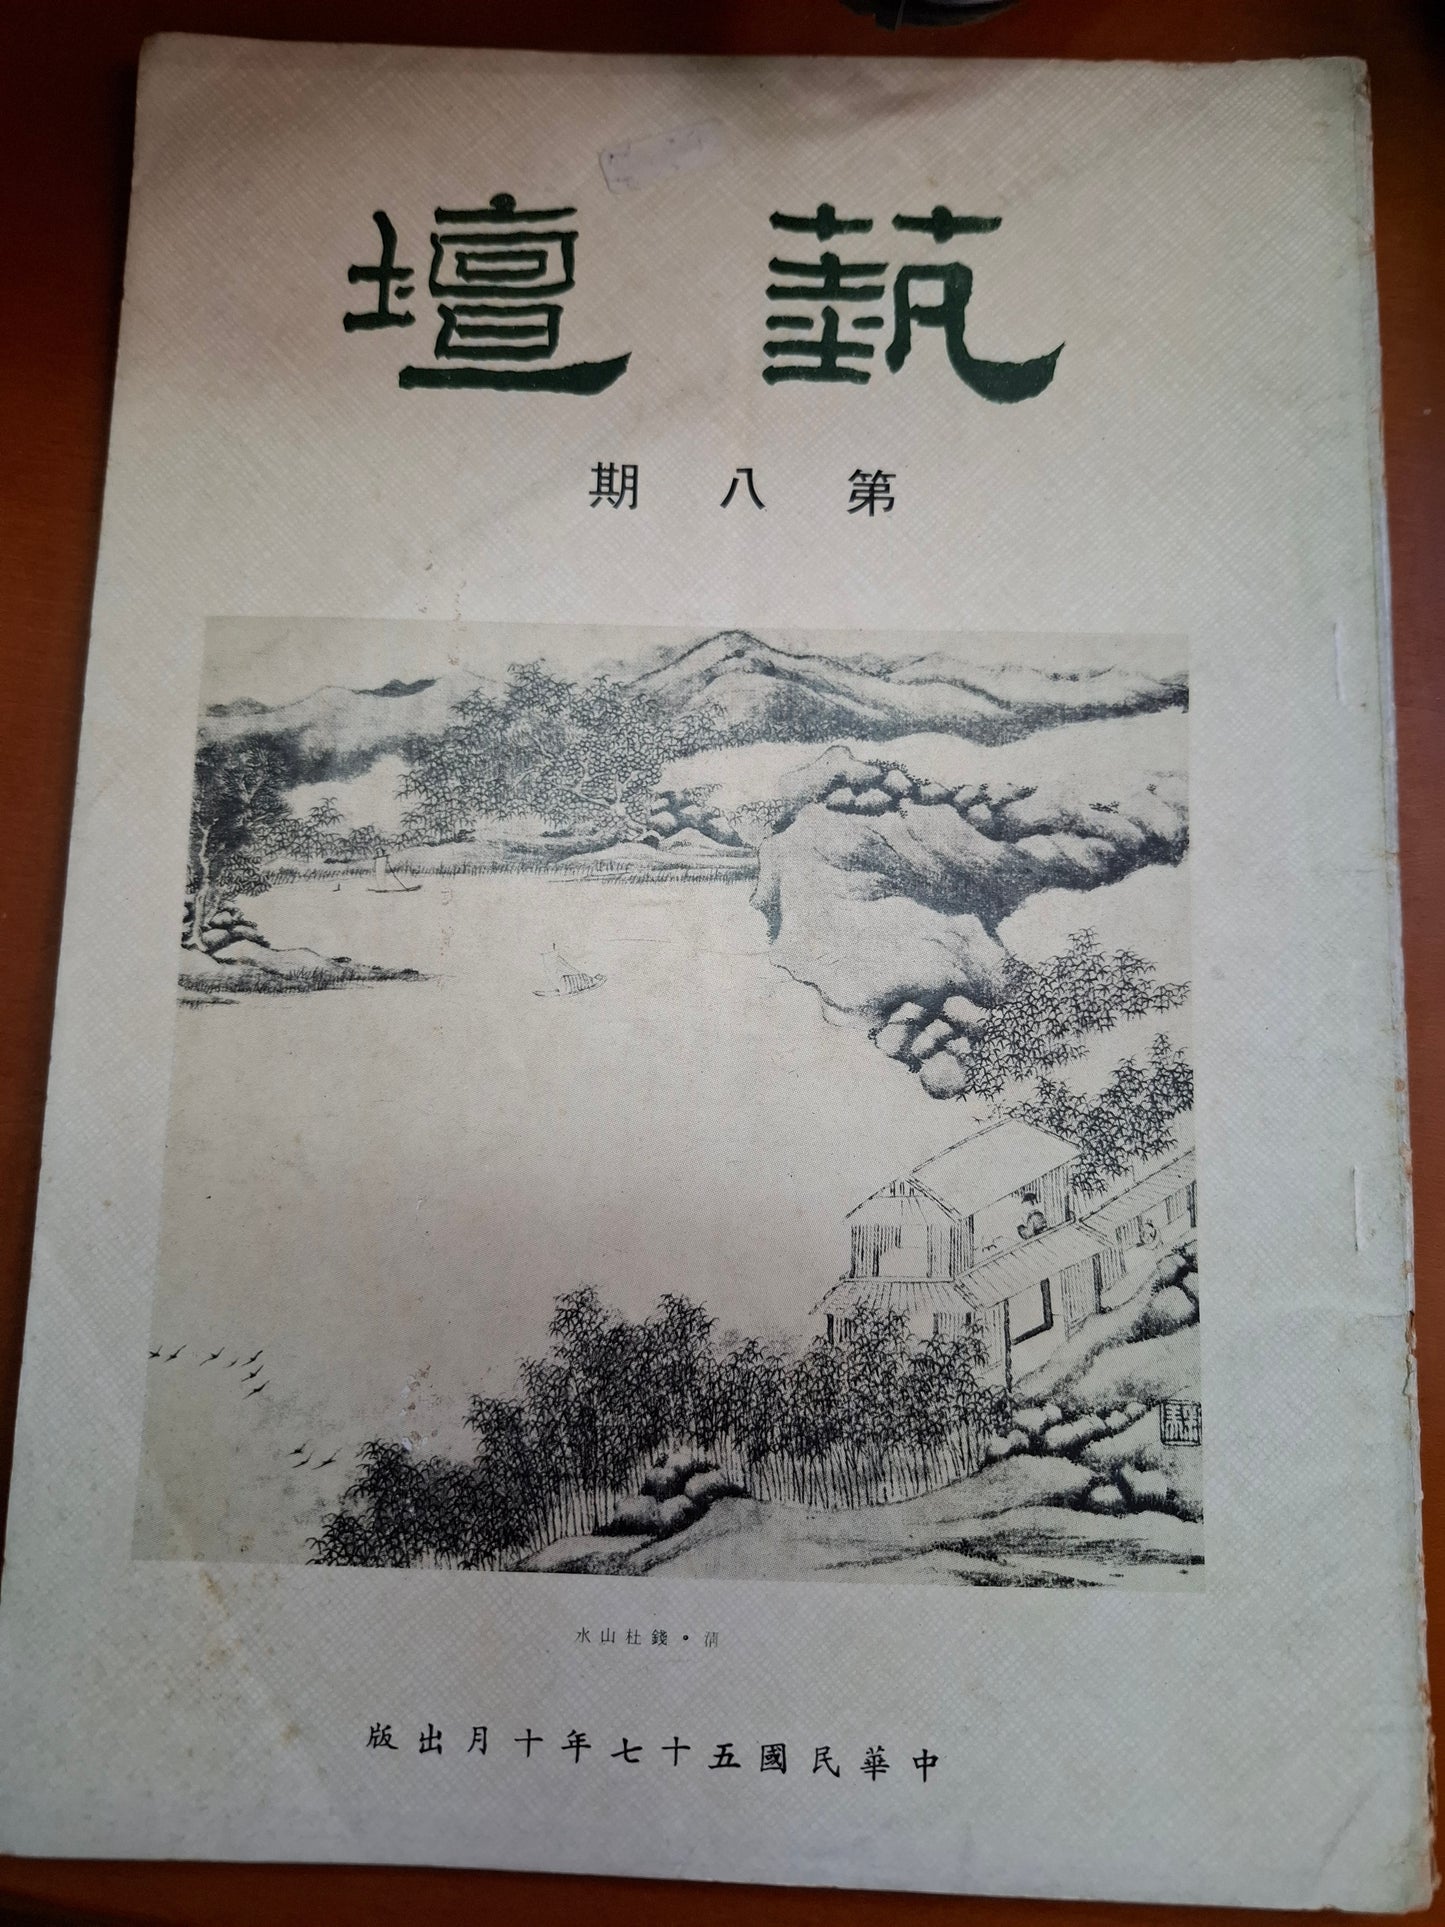 藝壇
第八期
清・錢杜山水
中華民國五十七年十月出版